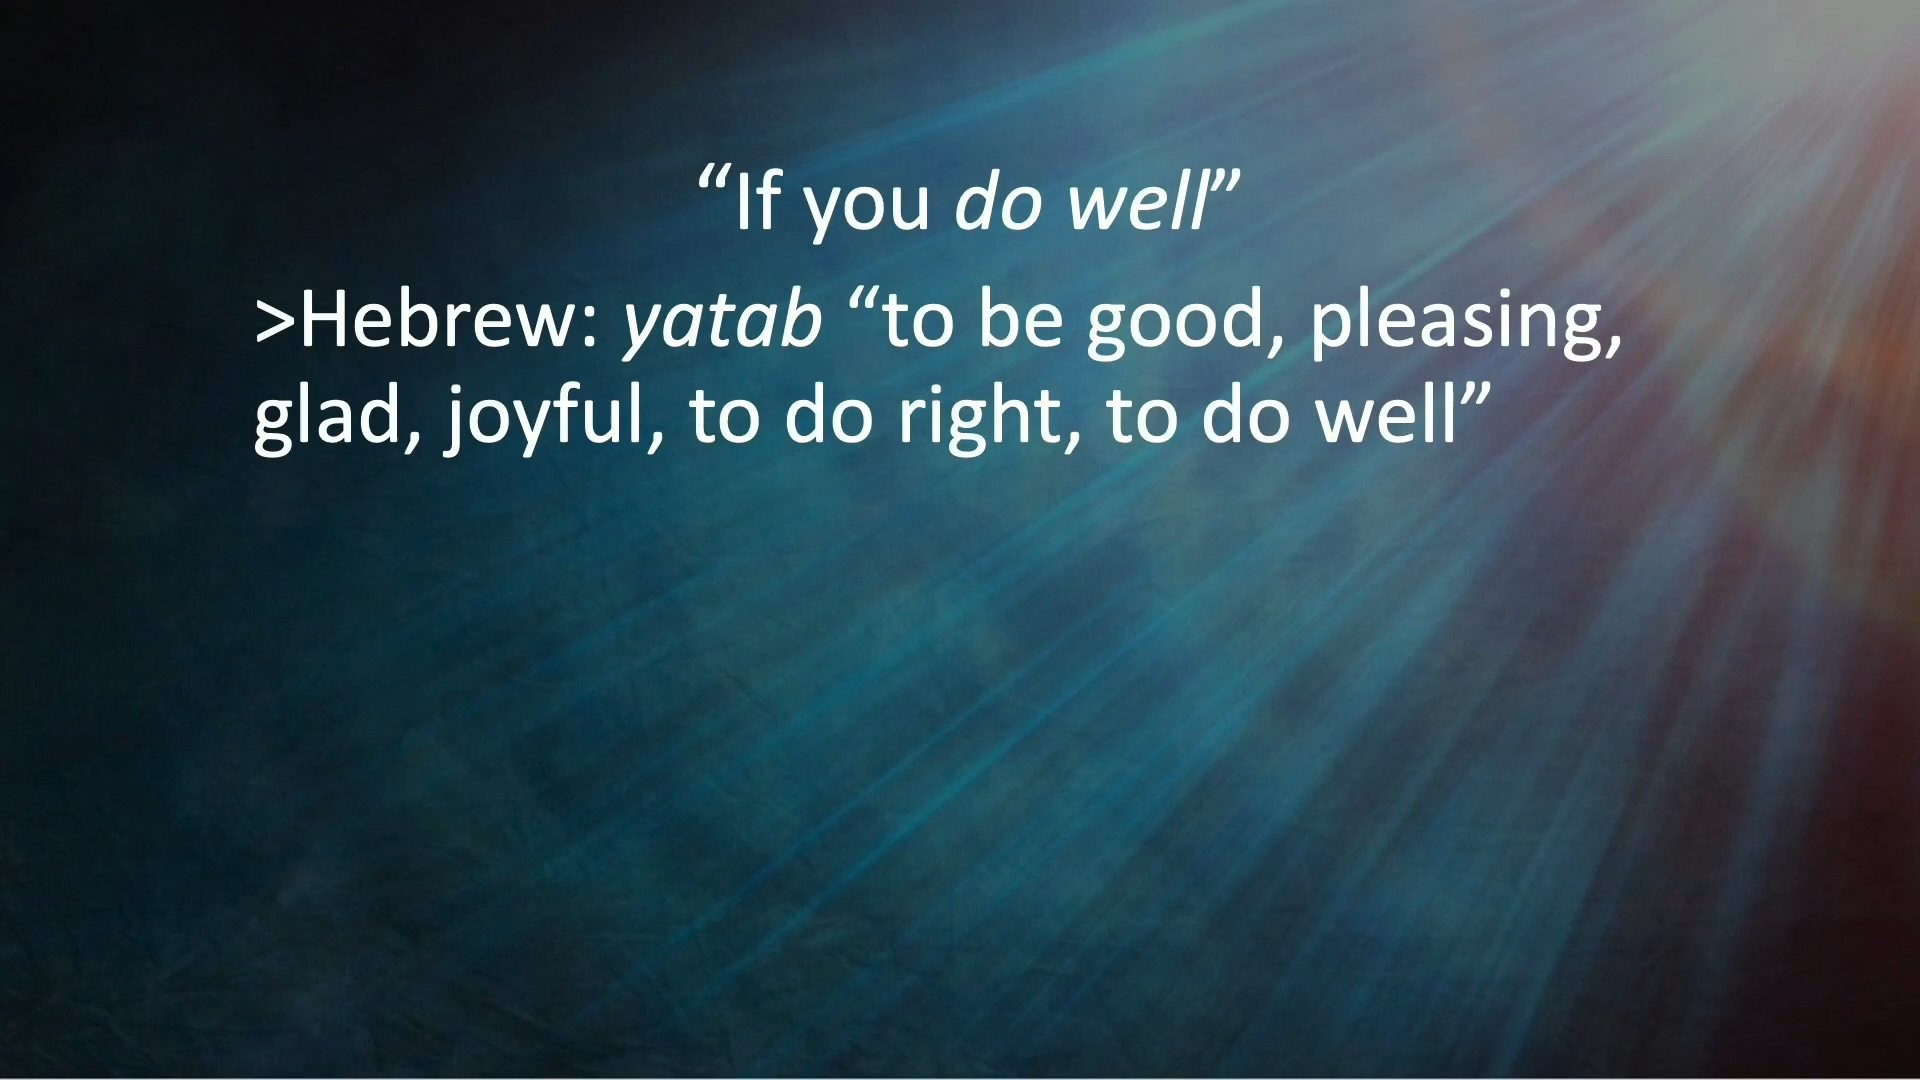 “If you do well”
>Hebrew: yatab “to be good, pleasing,
glad, joyful, to do right, to do well”